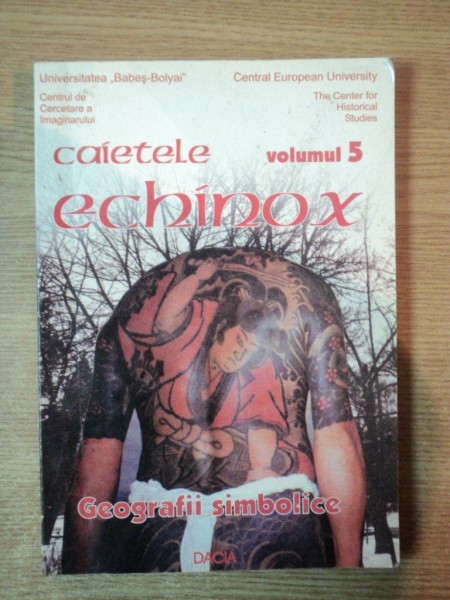 Universitatea „Babeş-Bolyai"
Central European University
Centrul de
Cercetare a
Imaginarului
The Center for
Historical
Studies
caietele
volumul 5
echinox
Geografii simbolice
DACIA